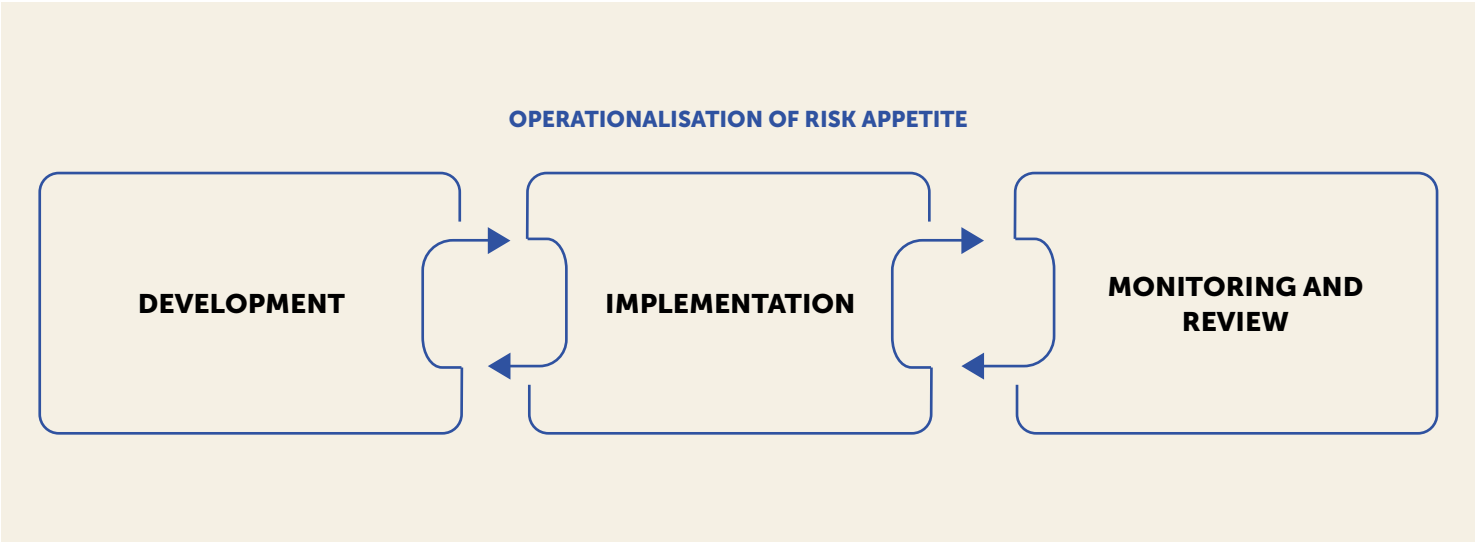 OPERATIONALISATION OF RISK APPETITE
DEVELOPMENT
IMPLEMENTATION
MONITORING AND
REVIEW